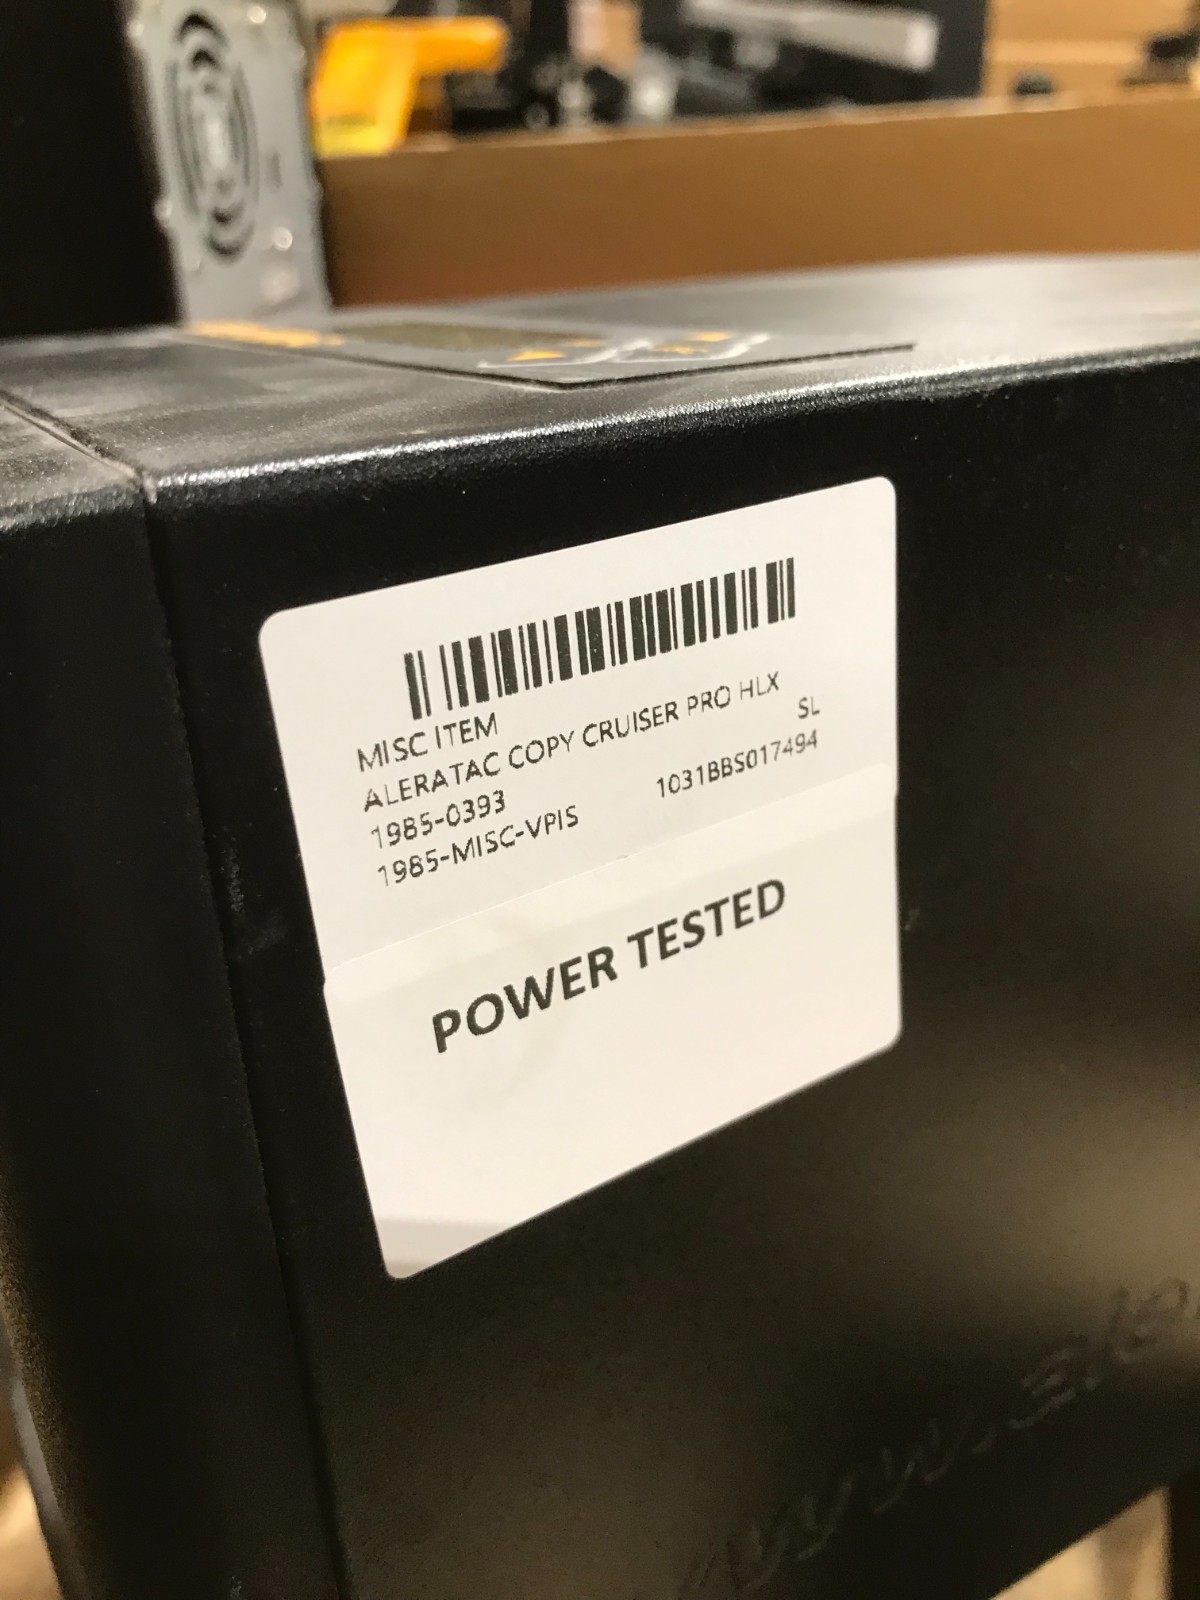 MISC ITEM
ALERATAC COPY CRUISER PRO HLX
1985-0393 SL
1985-MISC-VPIS 1031BBS017494
POWER TESTED